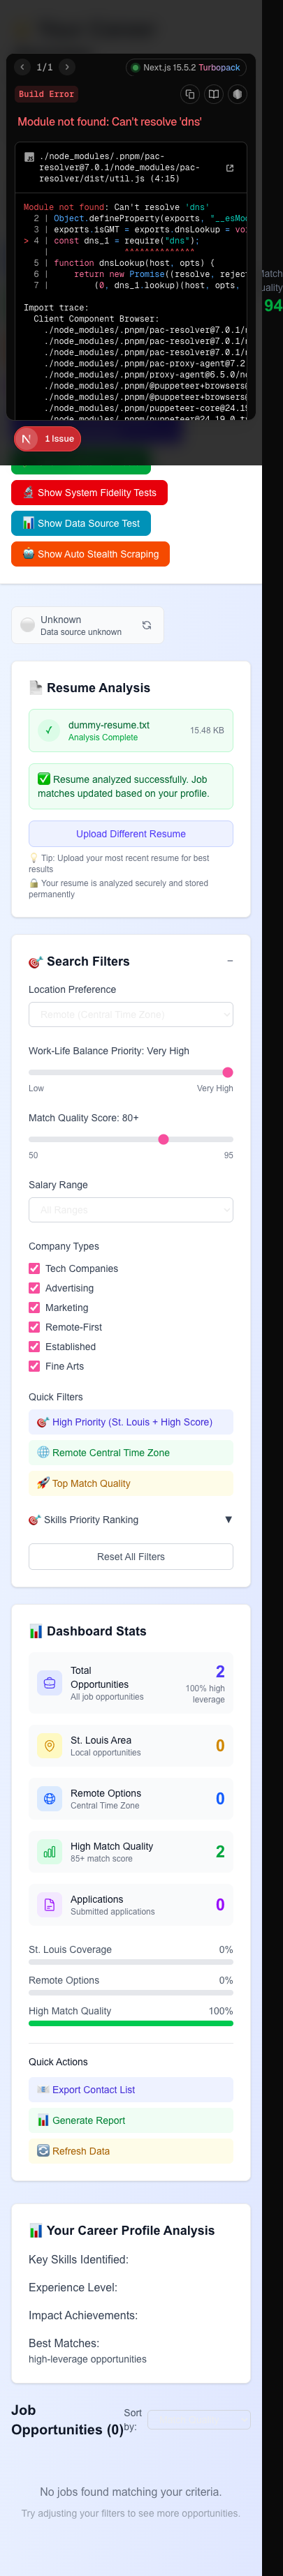 1/1
Next.js 15.5.2 Turbopack
Build Error
Module not found: Can't resolve 'dns'
./node_modules/.pnpm/pac-
resolver@7.0.1/node_modules/pac-
resolver/dist/util.js (4:15)
Module not found: Can't resolve 'dns'
2 | Object.defineProperty(exports, "__esMo
3 | exports.isGMT = exports.dnsLookup = voi
> 4 | const dns_1 = require("dns");
| ^^^^^^^^^^^^^^
5 | function dnsLookup(host, opts) {
6 | return new Promise((resolve, reject
7 | (0, dns_1.lookup)(host, opts,
Import trace:
Client Component Browser:
./node_modules/.pnpm/pac-resolver@7.0.1/n
./node_modules/.pnpm/pac-resolver@7.0.1/n
./node_modules/.pnpm/pac-resolver@7.0.1/n
./node_modules/.pnpm/pac-proxy-agent@7.2.
./node_modules/.pnpm/proxy-agent@6.5.0/no
./node_modules/.pnpm/@puppeteer+browsers@
./node_modules/.pnpm/@puppeteer+browsers@
./node_modules/.pnpm/puppeteer-core@24.1
Match
uality
94
N 1 Issue
🔬 Show System Fidelity Tests
📊 Show Data Source Test
🤖 Show Auto Stealth Scraping
Unknown
Data source unknown
Resume Analysis
✓ dummy-resume.txt 15.48 KB
Analysis Complete
✅ Resume analyzed successfully. Job
matches updated based on your profile.
Upload Different Resume
💡 Tip: Upload your most recent resume for best
results
🔒 Your resume is analyzed securely and stored
permanently
🎯 Search Filters −
Location Preference
Remote (Central Time Zone)
Work-Life Balance Priority: Very High
Low Very High
Match Quality Score: 80+
50 95
Salary Range
All Ranges
Company Types
Tech Companies
Advertising
Marketing
Remote-First
Established
Fine Arts
Quick Filters
🎯 High Priority (St. Louis + High Score)
🌐 Remote Central Time Zone
🚀 Top Match Quality
🎯 Skills Priority Ranking ▼
Reset All Filters
📊 Dashboard Stats
Total
Opportunities
All job opportunities
2
100% high
leverage
St. Louis Area
Local opportunities
0
Remote Options
Central Time Zone
0
High Match Quality
85+ match score
2
Applications
Submitted applications
0
St. Louis Coverage 0%
Remote Options 0%
High Match Quality 100%
Quick Actions
📧 Export Contact List
📊 Generate Report
🔄 Refresh Data
📊 Your Career Profile Analysis
Key Skills Identified:
Experience Level:
Impact Achievements:
Best Matches:
high-leverage opportunities
Job
Opportunities (0)
Sort
by:
No jobs found matching your criteria.
Try adjusting your filters to see more opportunities.